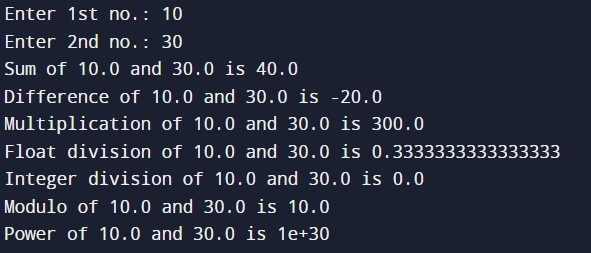 Enter 1st no.: 10
Enter 2nd no.: 30
Sum of 10.0 and 30.0 is 40.0
Difference of 10.0 and 30.0 is -20.0
Multiplication of 10.0 and 30.0 is 300.0
Float division of 10.0 and 30.0 is 0.3333333333333333
Integer division of 10.0 and 30.0 is 0.0
Modulo of 10.0 and 30.0 is 10.0
Power of 10.0 and 30.0 is 1e+30